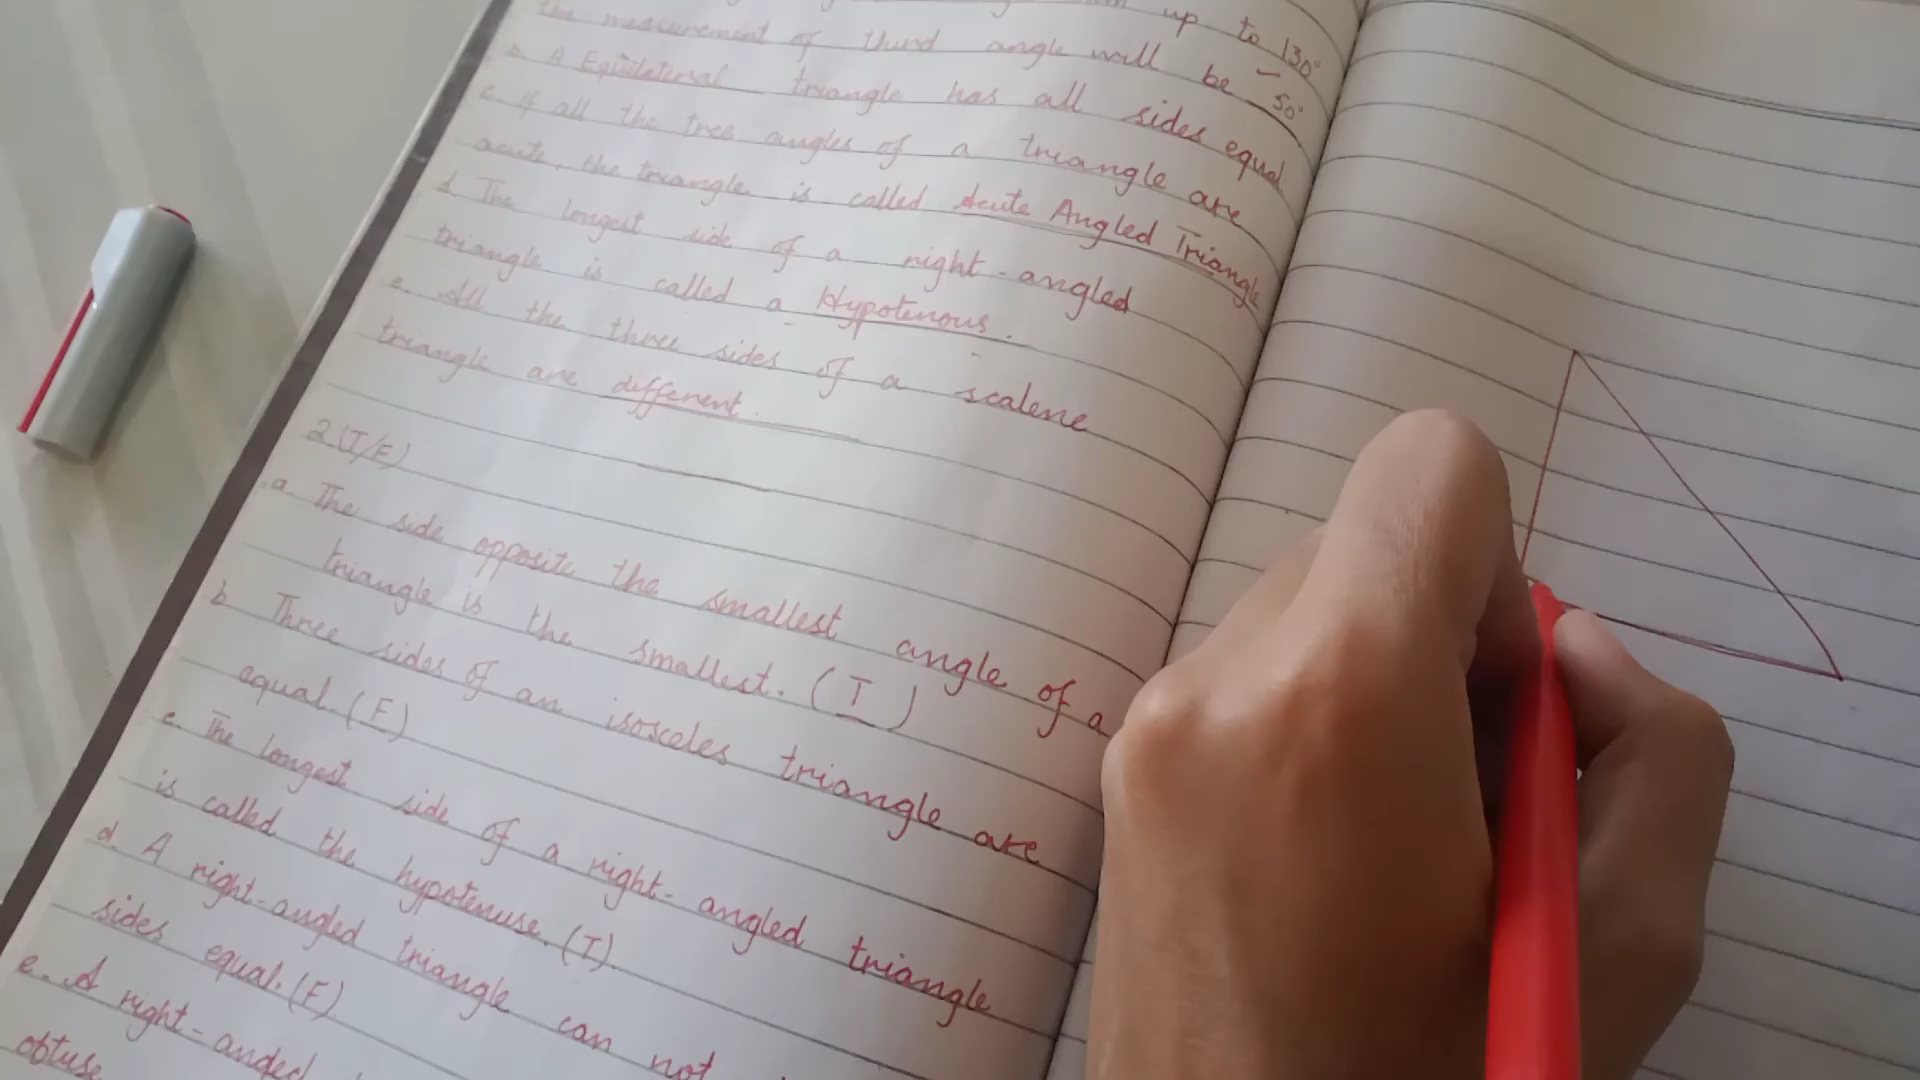 up to 130°
the measurement of third angle will be 50°
b. A Equilateral triangle has all sides equal
c. If all the tree angles of a triangle are
acute, the triangle is called Acute Angled Triangle
d. The longest side of a right-angled
triangle is called a Hypotenous.
e. All the three sides of a scalene
triangle are different.
2 (T/F)
a. The side opposite the smallest angle of a
triangle is the smallest. (T)
b. Three sides of an isosceles triangle are
equal. (F)
c. The longest side of a right-angled triangle
is called the hypotenuse. (T).
d. A right-angled triangle can not
sides equal. (F)
e. A right-anded
obtuse